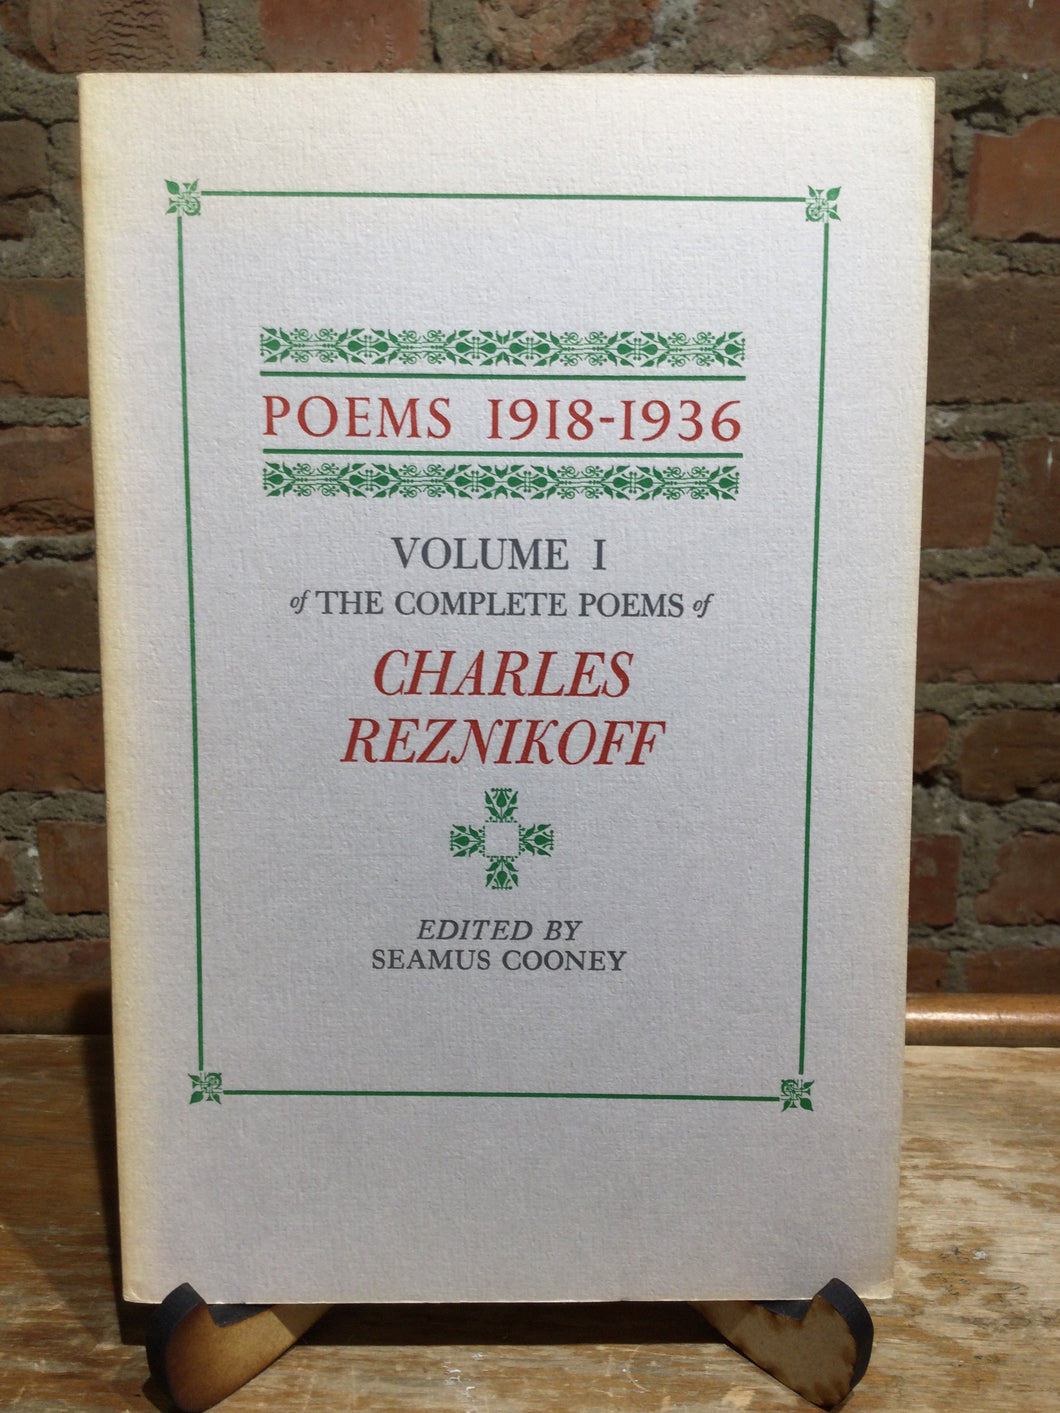 POEMS 1918-1936
VOLUME I
of THE COMPLETE POEMS of
CHARLES
REZNIKOFF
EDITED BY
SEAMUS COONEY